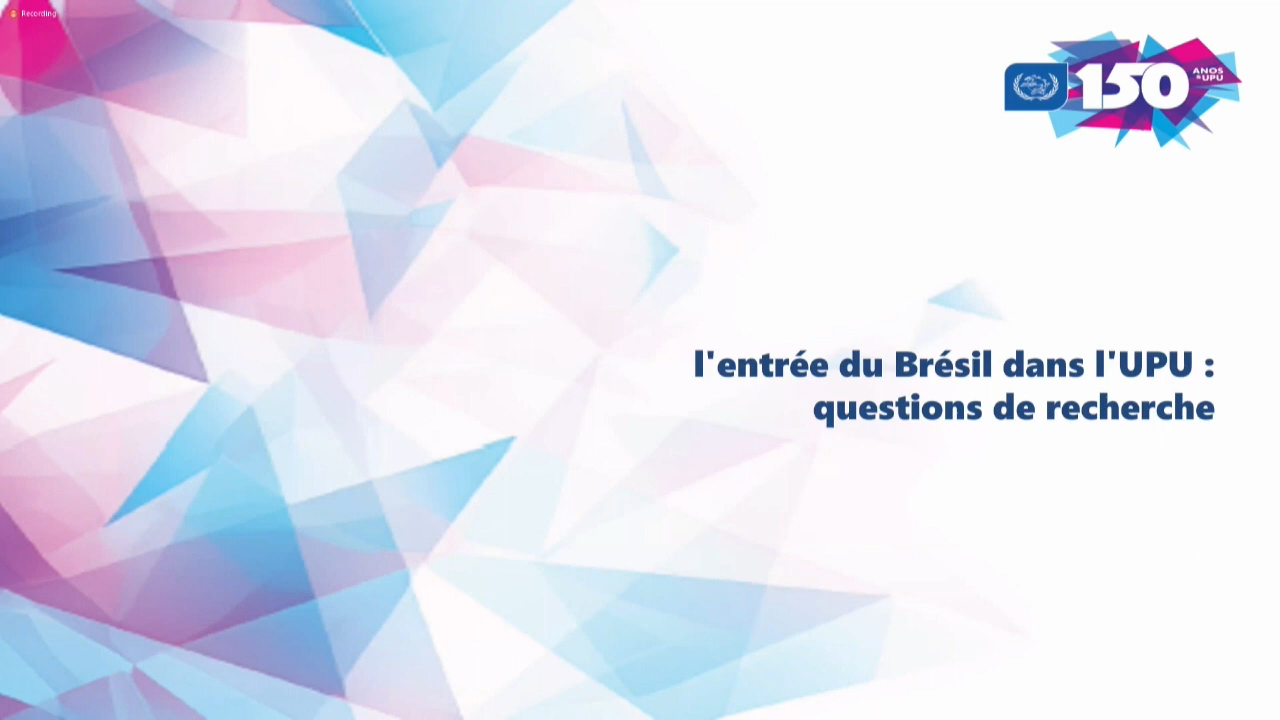 Recording
150
ANOS
UPU
l'entrée du Brésil dans l'UPU :
questions de recherche